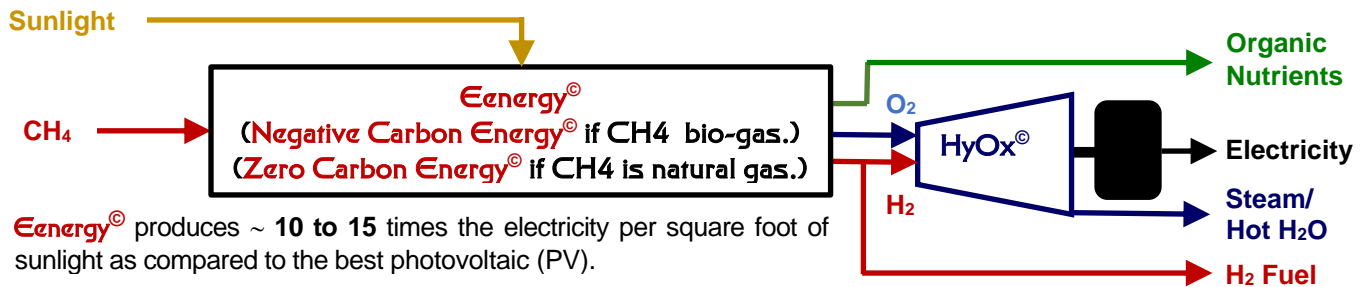 Sunlight
Organic
Nutrients
Eenergy©
O₂
CH₄
(Negative Carbon Energy© if CH4 bio-gas.)
HyOx©
Electricity
(Zero Carbon Energy© if CH4 is natural gas.)
H₂
Steam/
Hot H₂O
Eenergy© produces ~ 10 to 15 times the electricity per square foot of
sunlight as compared to the best photovoltaic (PV).
H₂ Fuel